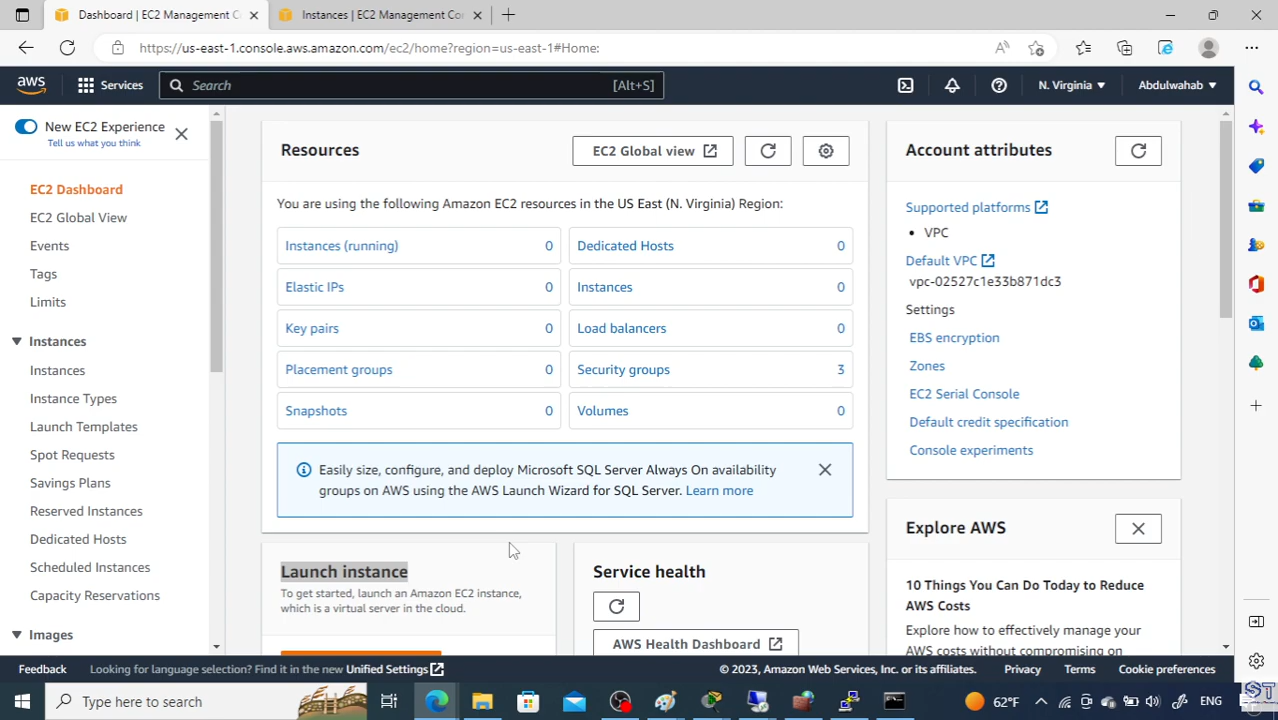 Dashboard | EC2 Management C
Instances | EC2 Management Con
https://us-east-1.console.aws.amazon.com/ec2/home?region=us-east-1#Home:
aws
Services
Search
[Alt+S]
N. Virginia
Abdulwahab
New EC2 Experience
Tell us what you think
EC2 Dashboard
EC2 Global View
Events
Tags
Limits
Instances
Instances
Instance Types
Launch Templates
Spot Requests
Savings Plans
Reserved Instances
Dedicated Hosts
Scheduled Instances
Capacity Reservations
Images
Resources
EC2 Global view
You are using the following Amazon EC2 resources in the US East (N. Virginia) Region:
Instances (running) 0
Dedicated Hosts 0
Elastic IPs 0
Instances 0
Key pairs 0
Load balancers 0
Placement groups 0
Security groups 3
Snapshots 0
Volumes 0
Easily size, configure, and deploy Microsoft SQL Server Always On availability
groups on AWS using the AWS Launch Wizard for SQL Server. Learn more
Launch instance
To get started, launch an Amazon EC2 instance,
which is a virtual server in the cloud.
Service health
AWS Health Dashboard
Account attributes
Supported platforms
VPC
Default VPC
vpc-02527c1e33b871dc3
Settings
EBS encryption
Zones
EC2 Serial Console
Default credit specification
Console experiments
Explore AWS
10 Things You Can Do Today to Reduce
AWS Costs
Explore how to effectively manage your
AWS costs without compromising on
Feedback
Looking for language selection? Find it in the new Unified Settings
© 2023, Amazon Web Services, Inc. or its affiliates.
Privacy
Terms
Cookie preferences
Type here to search
62°F
ENG